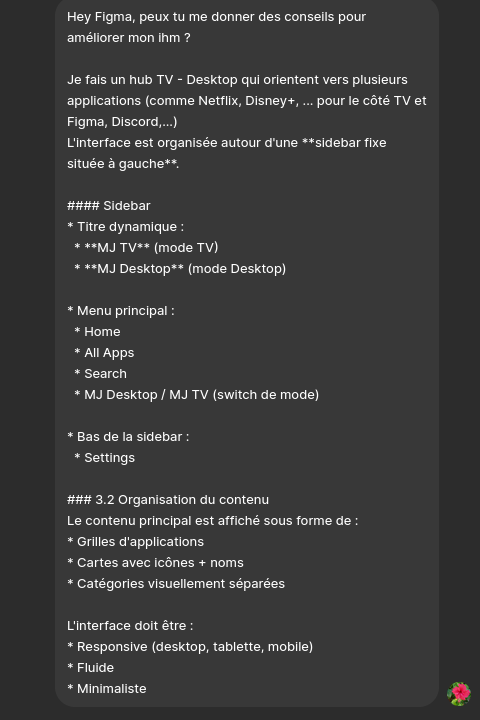 Hey Figma, peux tu me donner des conseils pour
améliorer mon ihm ?
Je fais un hub TV - Desktop qui orientent vers plusieurs
applications (comme Netflix, Disney+, ... pour le côté TV et
Figma, Discord,...)
L'interface est organisée autour d'une **sidebar fixe
située à gauche**.
#### Sidebar
* Titre dynamique :
* **MJ TV** (mode TV)
* **MJ Desktop** (mode Desktop)
* Menu principal :
* Home
* All Apps
* Search
* MJ Desktop / MJ TV (switch de mode)
* Bas de la sidebar :
* Settings
### 3.2 Organisation du contenu
Le contenu principal est affiché sous forme de :
* Grilles d'applications
* Cartes avec icônes + noms
* Catégories visuellement séparées
L'interface doit être :
* Responsive (desktop, tablette, mobile)
* Fluide
* Minimaliste